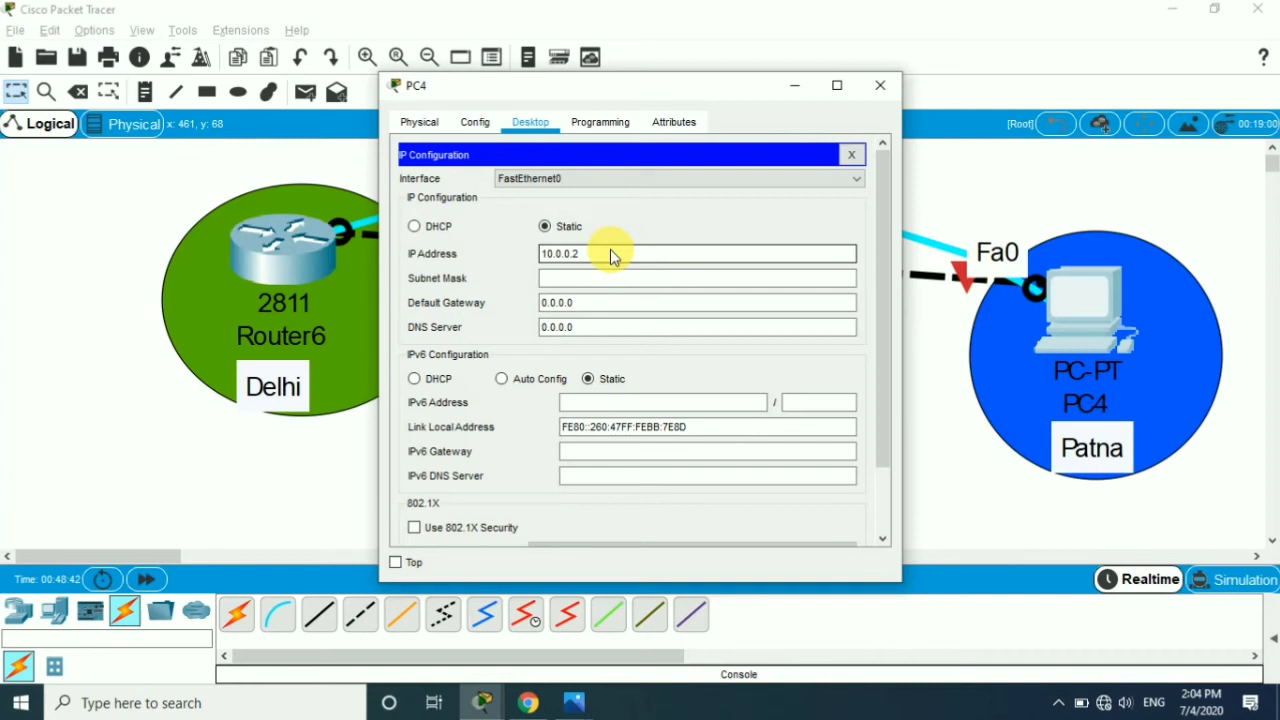 Cisco Packet Tracer
File Edit Options View Tools Extensions Help
Logical
Physical
x: 461, y: 68
[Root]
00:19:00
PC4
Physical Config Desktop Programming Attributes
IP Configuration
X
Interface
FastEthernet0
IP Configuration
DHCP
Static
IP Address
10.0.0.2
Subnet Mask
Default Gateway
0.0.0.0
DNS Server
0.0.0.0
IPv6 Configuration
DHCP
Auto Config
Static
IPv6 Address
/
Link Local Address
FE80::260:47FF:FEBB:7E8D
IPv6 Gateway
IPv6 DNS Server
802.1X
Use 802.1X Security
Top
2811
Router6
Delhi
Fa0
PC-PT
PC4
Patna
Time: 00:48:42
Realtime
Simulation
Console
Type here to search
ENG
2:04 PM
7/4/2020